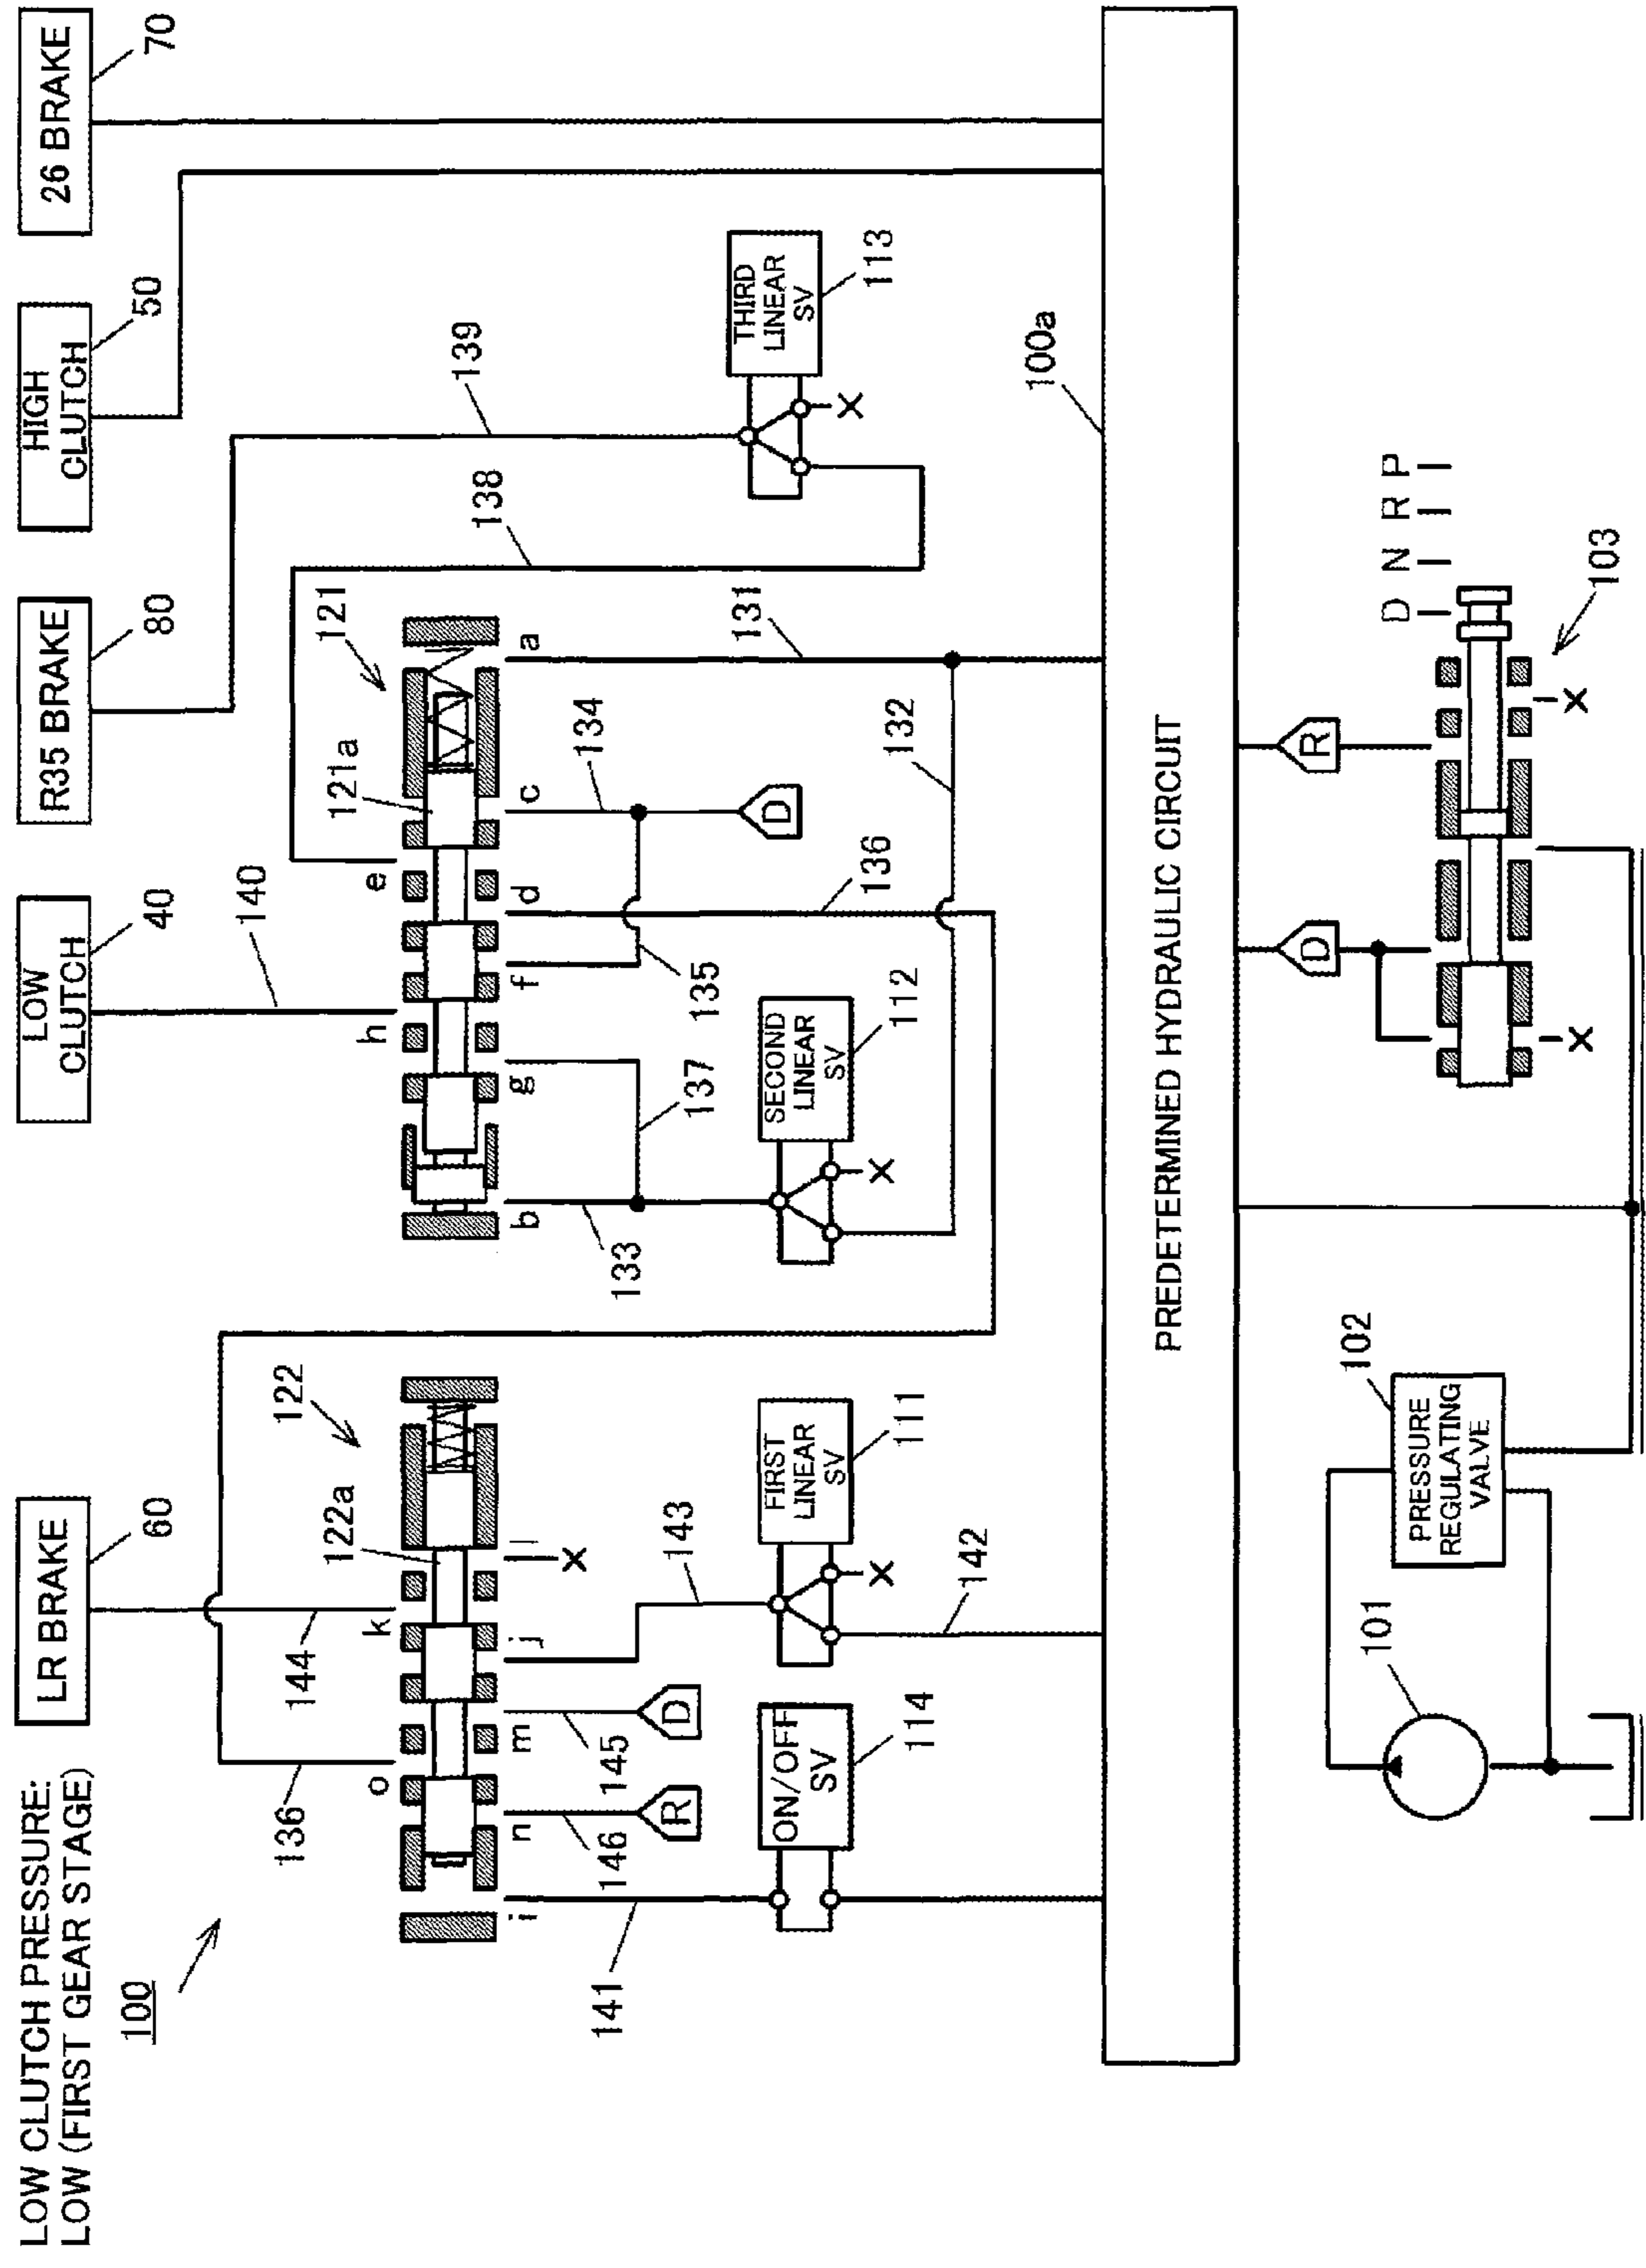 LOW CLUTCH PRESSURE:
LOW (FIRST GEAR STAGE)
100
LR BRAKE
60
LOW
CLUTCH
40
R35 BRAKE
80
HIGH
CLUTCH
50
26 BRAKE
70
136
144
122
122a
140
121
121a
138
139
o
k
h
e
i
n
m
j
l
X
b
g
f
d
c
a
141
146
R
145
D
143
133
137
135
134
D
136
132
131
ON/OFF
SV
114
FIRST
LINEAR
SV
111
X
142
SECOND
LINEAR
SV
112
X
THIRD
LINEAR
SV
113
X
100a
PREDETERMINED HYDRAULIC CIRCUIT
101
PRESSURE
REGULATING
VALVE
102
D
R
X
X
103
D N R P